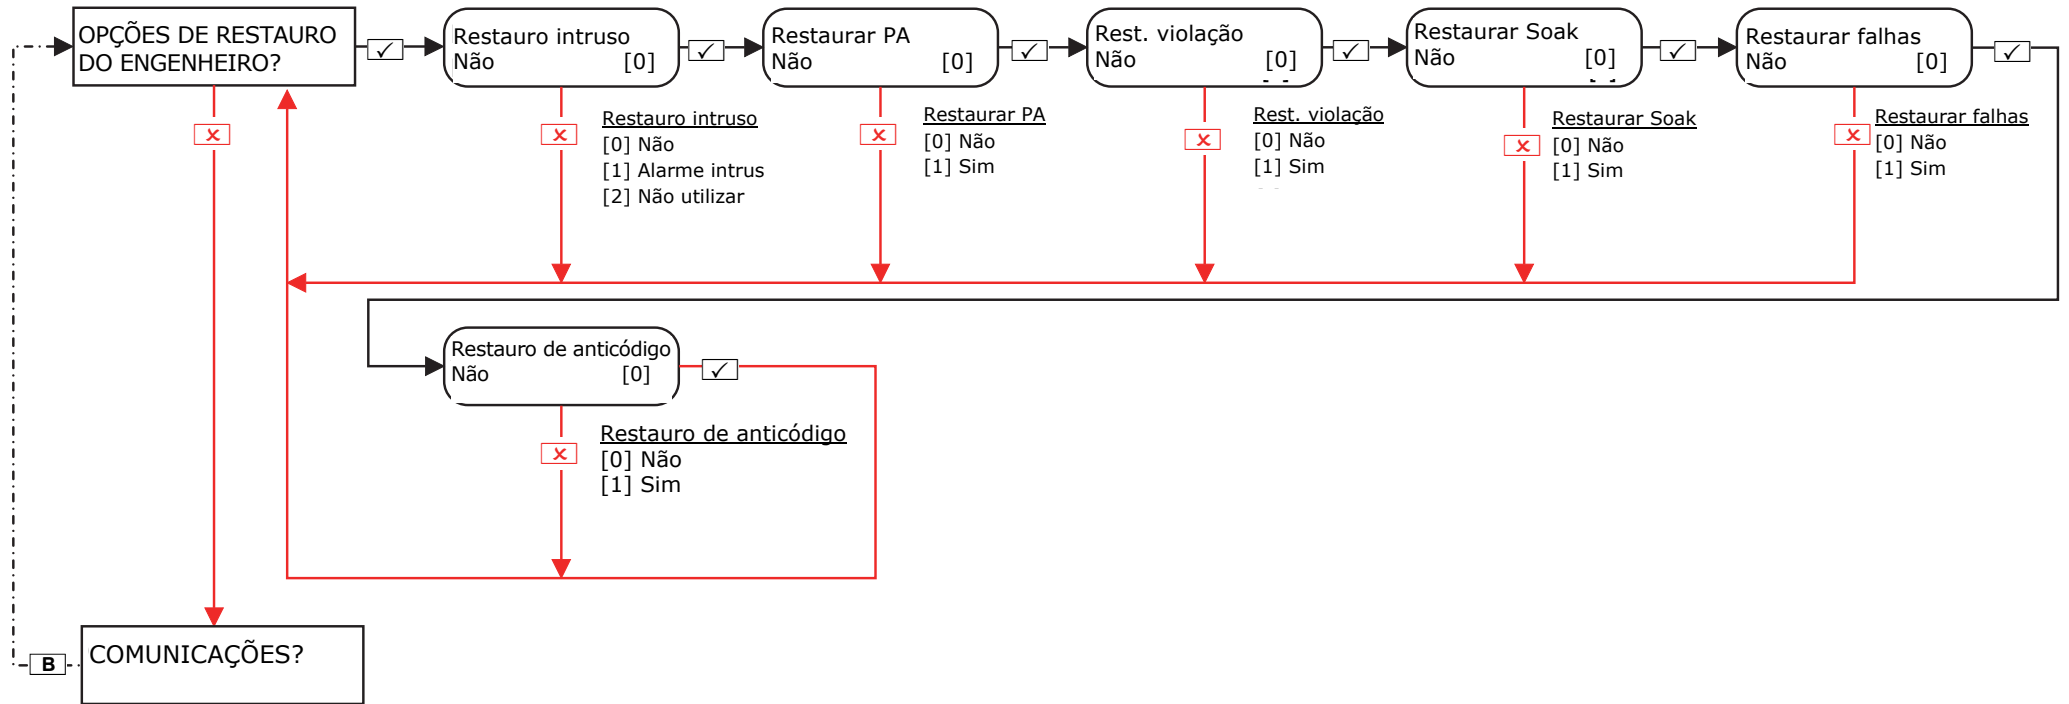 OPÇÕES DE RESTAURO
DO ENGENHEIRO?
Restauro intruso
Não [0]
Restaurar PA
Não [0]
Rest. violação
Não [0]
Restaurar Soak
Não [0]
Restaurar falhas
Não [0]
Restauro intruso
[0] Não
[1] Alarme intrus
[2] Não utilizar
Restaurar PA
[0] Não
[1] Sim
Rest. violação
[0] Não
[1] Sim
Restaurar Soak
[0] Não
[1] Sim
Restaurar falhas
[0] Não
[1] Sim
Restauro de anticódigo
Não [0]
Restauro de anticódigo
[0] Não
[1] Sim
COMUNICAÇÕES?
B